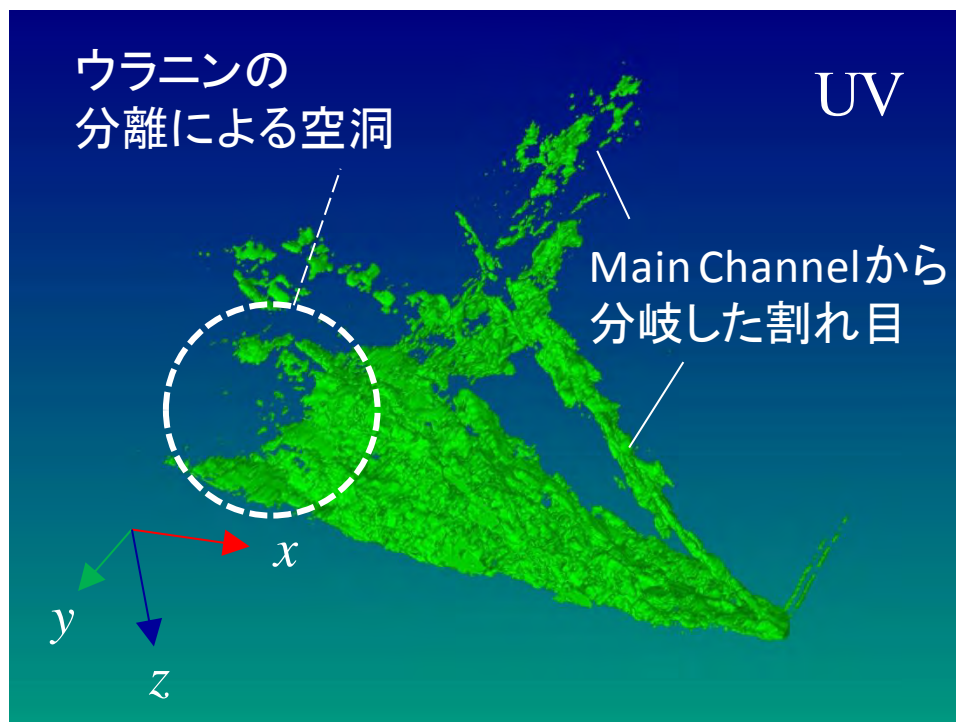 ウラニンの
分離による空洞
UV
Main Channelから
分岐した割れ目
x
y
z